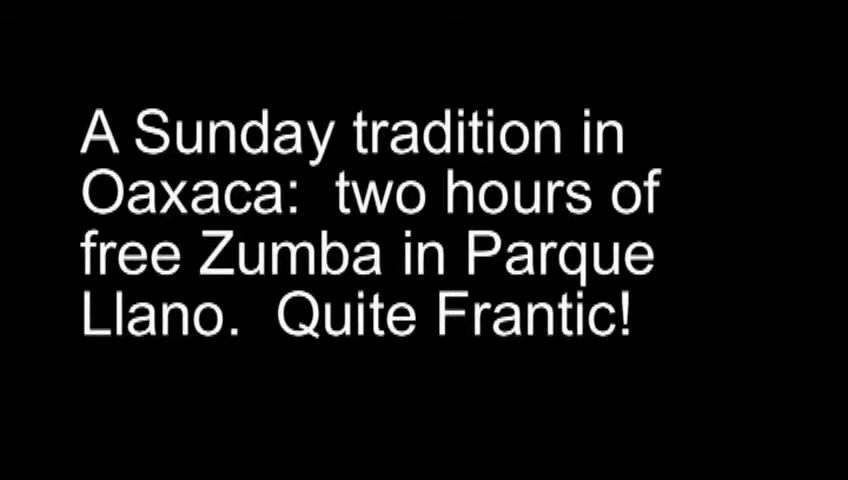 A Sunday tradition in
Oaxaca:  two hours of
free Zumba in Parque
Llano.  Quite Frantic!